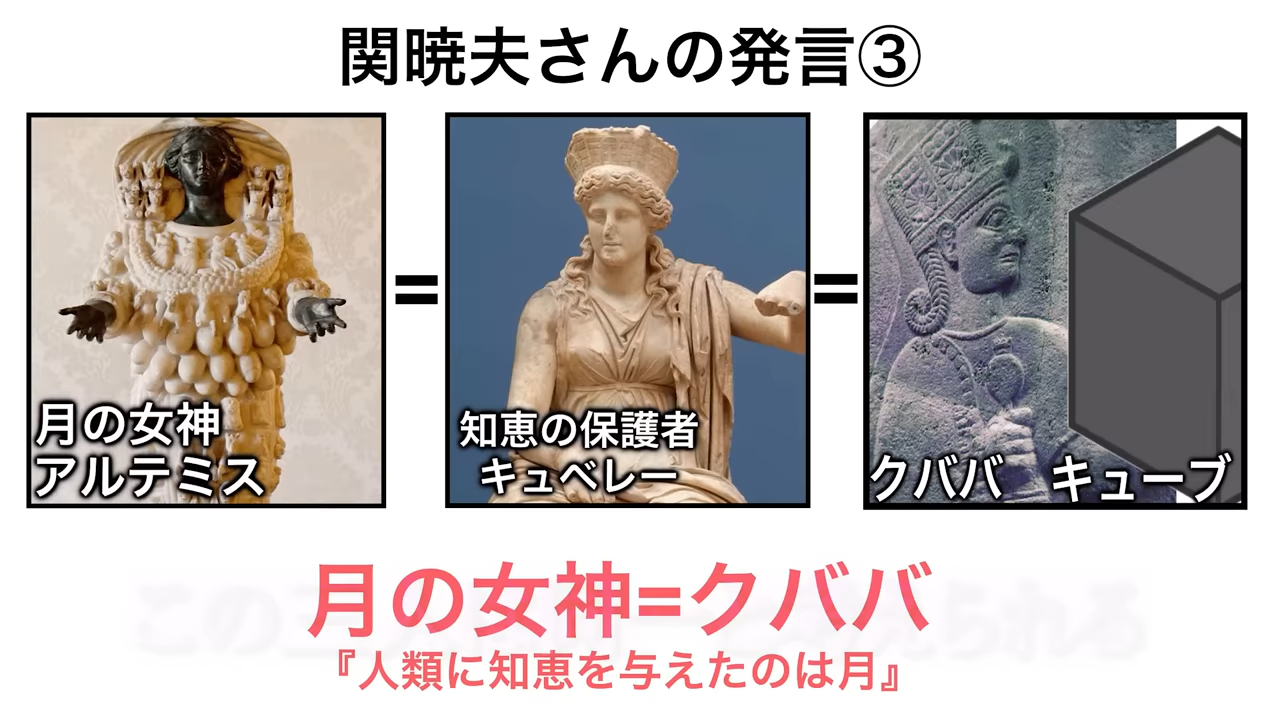 関暁夫さんの発言③
月の女神
アルテミス
=
知恵の保護者
キュベレー
=
クババ キューブ
月の女神=クババ
『人類に知恵を与えたのは月』